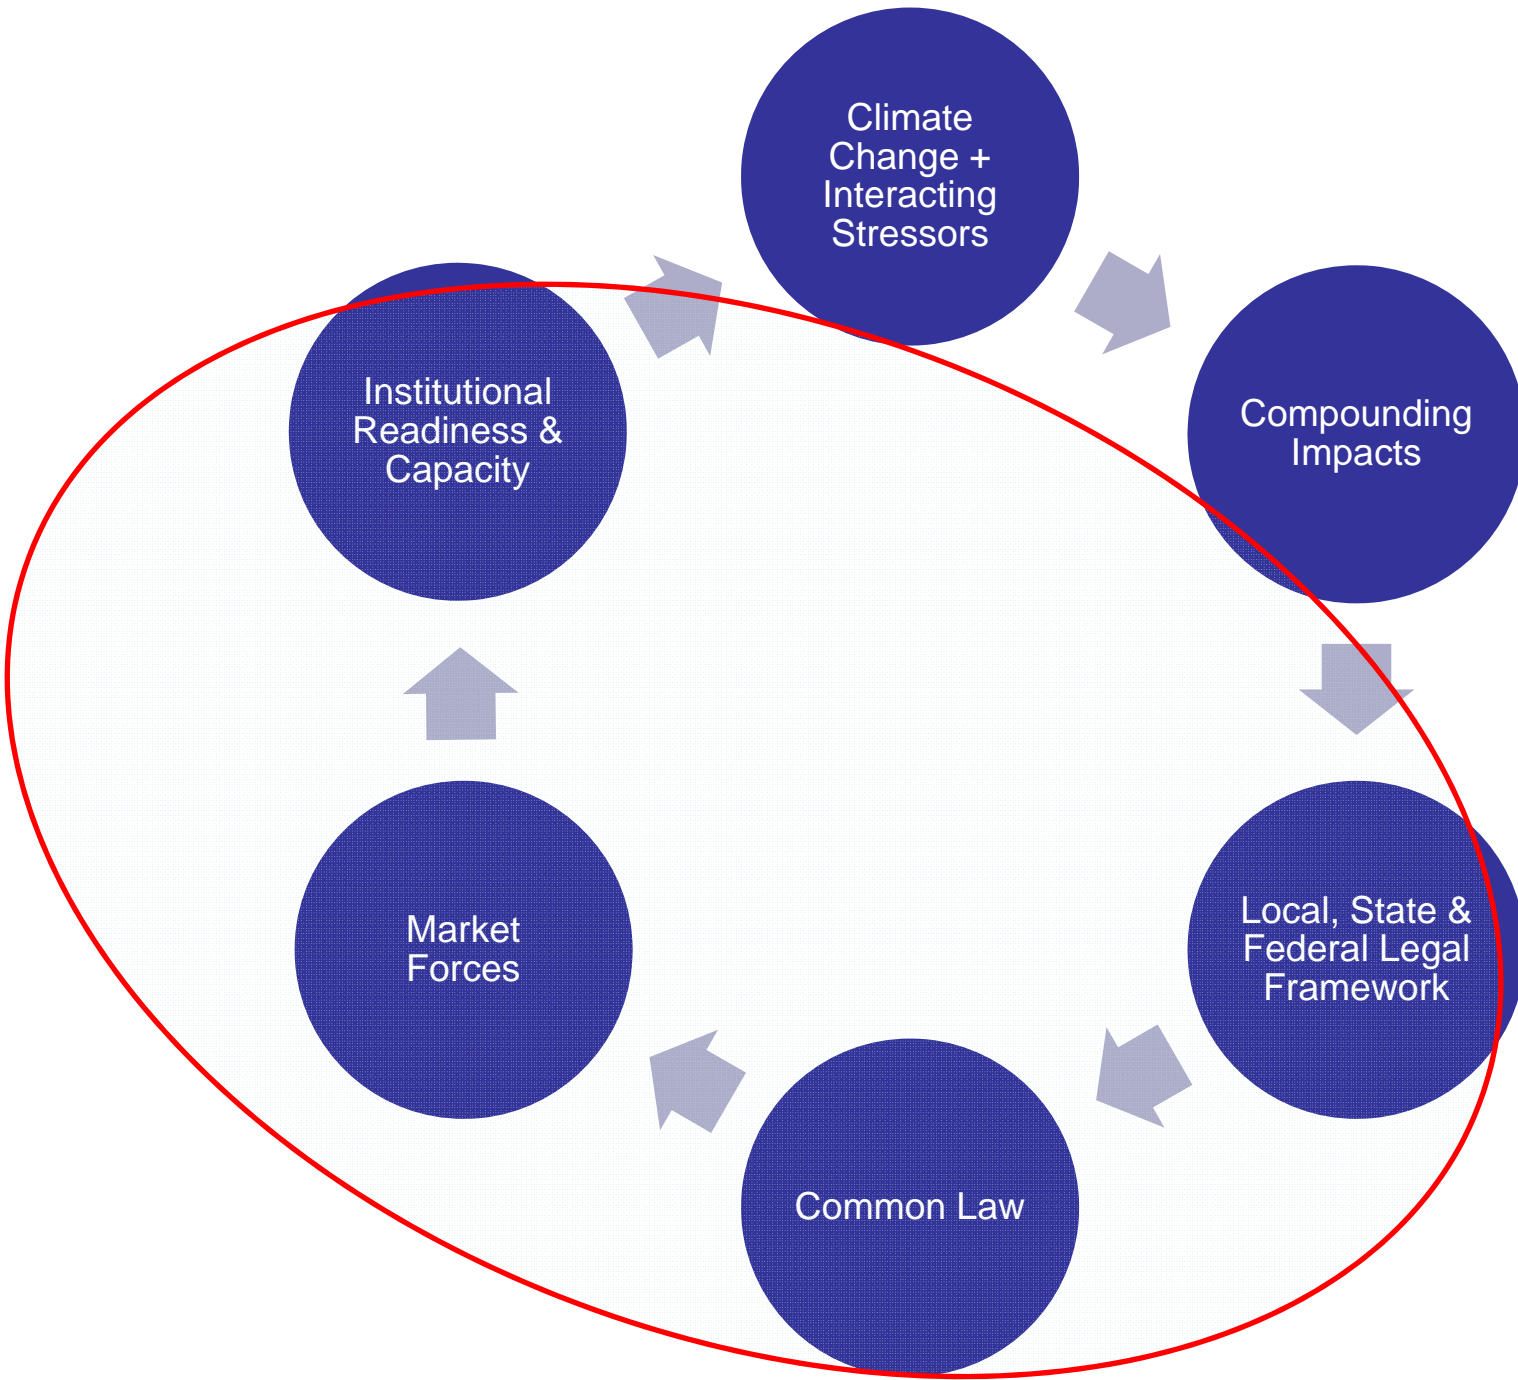 Climate
Change +
Interacting
Stressors
Compounding
Impacts
Local, State &
Federal Legal
Framework
Common Law
Market
Forces
Institutional
Readiness &
Capacity